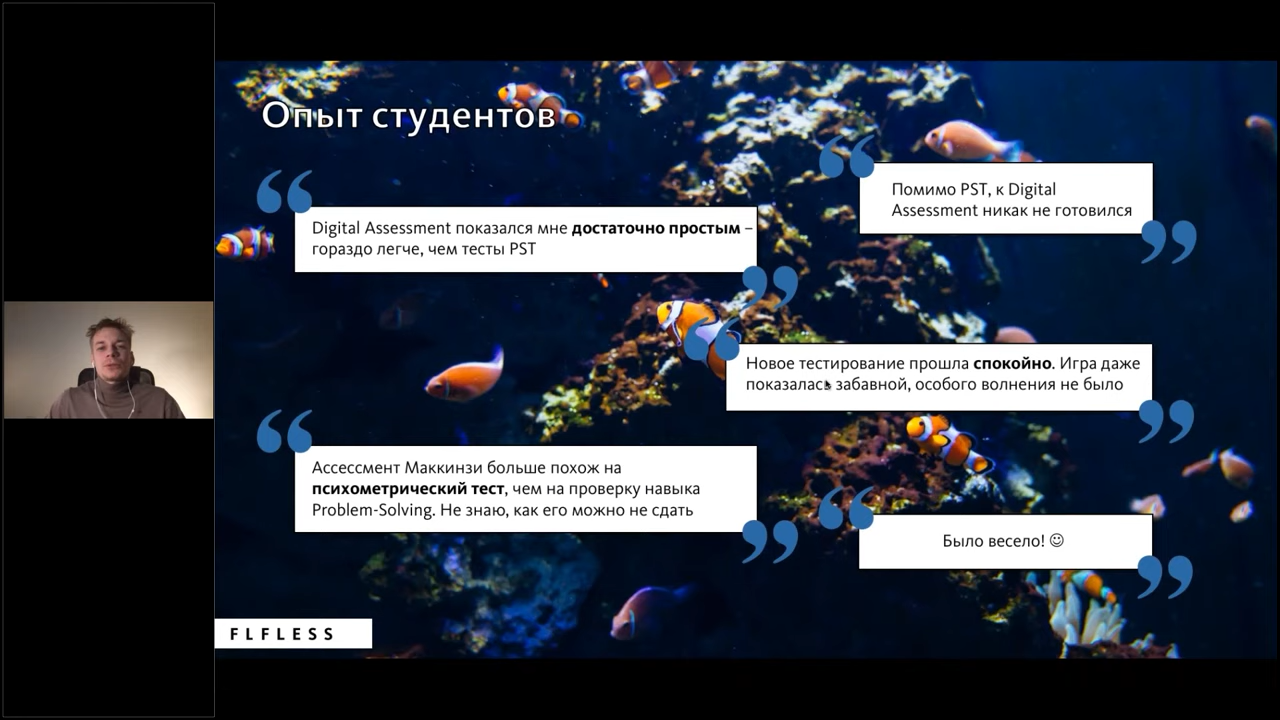 Опыт студентов
Digital Assessment показался мне достаточно простым –
гораздо легче, чем тесты PST
Помимо PST, к Digital
Assessment никак не готовился
Новое тестирование прошла спокойно. Игра даже
показалась забавной, особого волнения не было
Ассессмент Маккинзи больше похож на
психометрический тест, чем на проверку навыка
Problem-Solving. Не знаю, как его можно не сдать
Было весело! ☺
FLFLESS